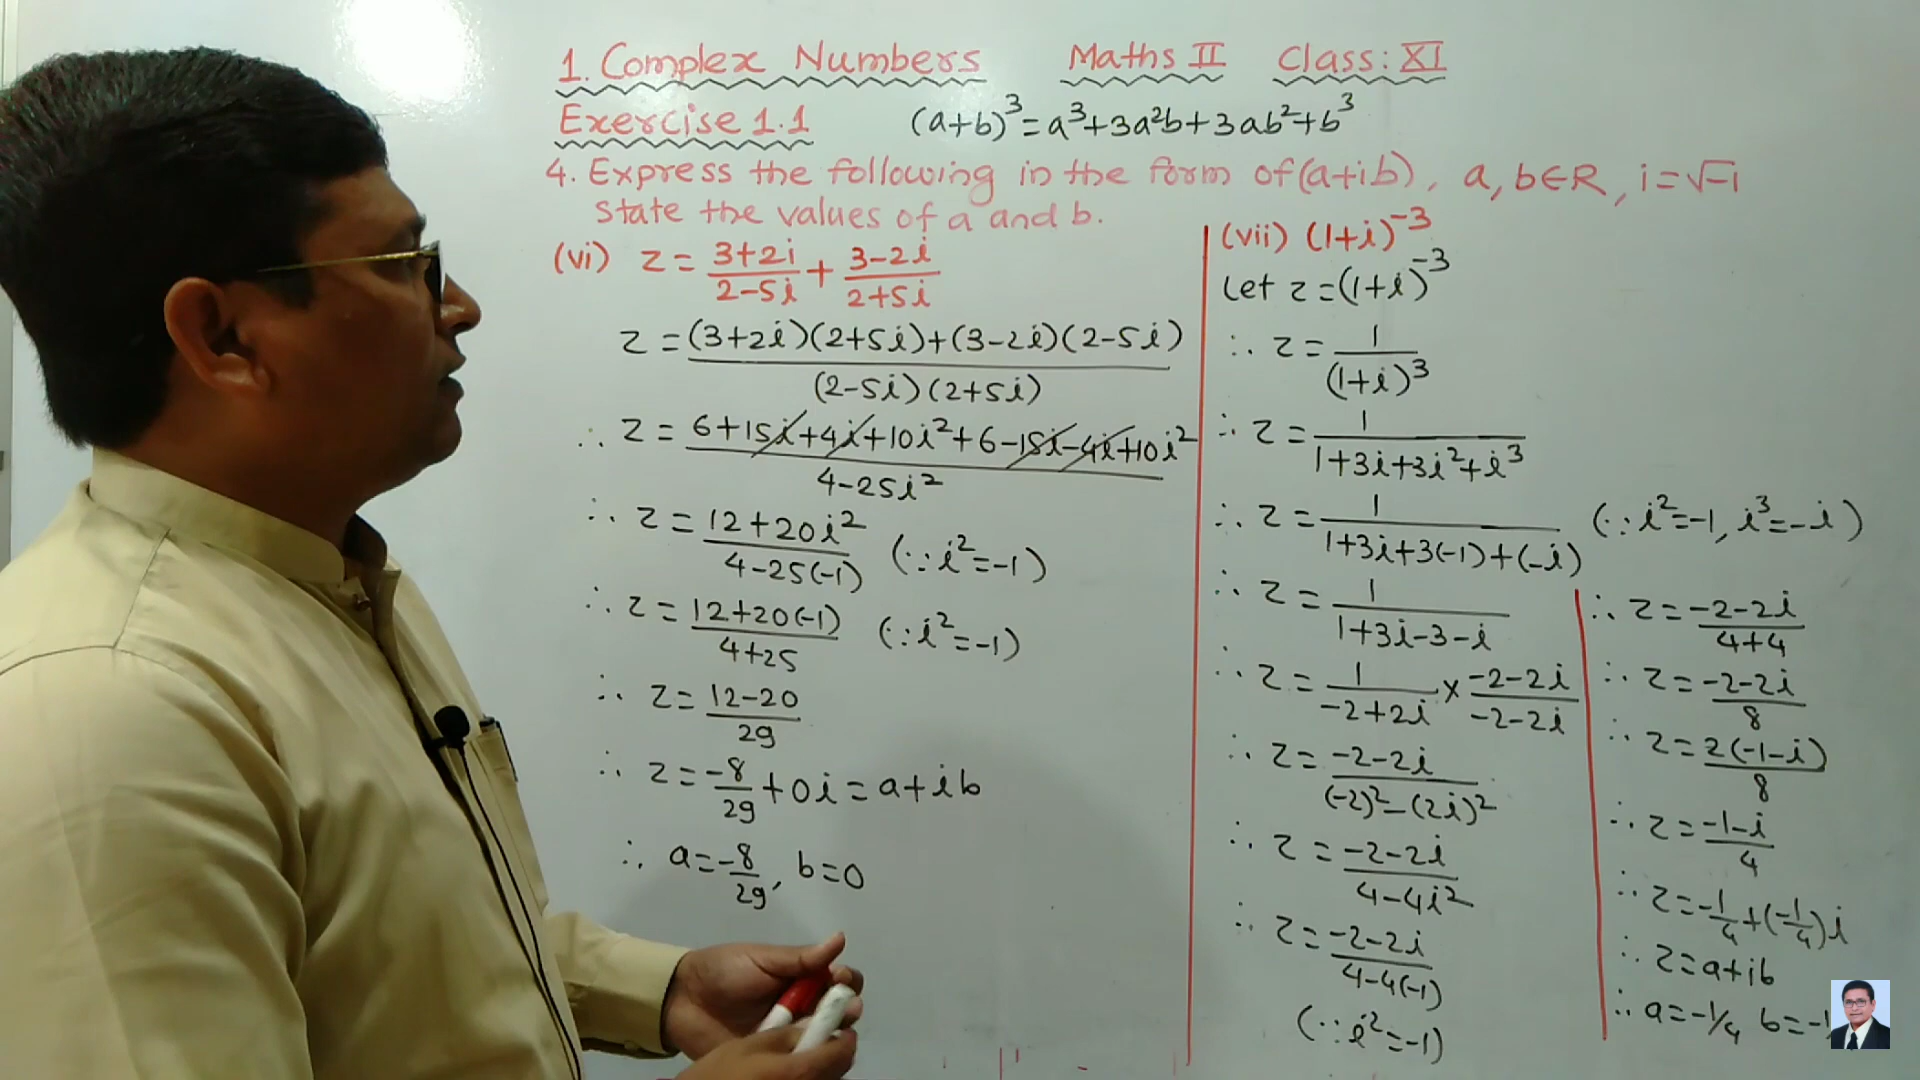 1. Complex Numbers Maths II Class: XI
Exercise 1.1 (a+b)³=a³+3a²b+3ab²+b³
4. Express the following in the form of (a+ib), a, b∈R, i=√-1
State the values of a and b.
(vi) z = (3+2i)/(2-5i) + (3-2i)/(2+5i)
z = ((3+2i)(2+5i)+(3-2i)(2-5i))/((2-5i)(2+5i))
∴ z = (6+15i+4i+10i²+6-15i-4i+10i²)/(4-25i²)
∴ z = (12+20i²)/(4-25(-1)) (∵ i²=-1)
∴ z = (12+20(-1))/(4+25) (∵ i²=-1)
∴ z = (12-20)/29
∴ z = -8/29 + 0i = a+ib
∴ a = -8/29, b=0
(vii) (1+i)⁻³
Let z = (1+i)⁻³
∴ z = 1/(1+i)³
∴ z = 1/(1+3i+3i²+i³)
∴ z = 1/(1+3i+3(-1)+(-i)) (∵ i²=-1, i³=-i)
∴ z = 1/(1+3i-3-i)
∴ z = 1/(-2+2i) × (-2-2i)/(-2-2i)
∴ z = (-2-2i)/((-2)²-(2i)²)
∴ z = (-2-2i)/(4-4i²)
∴ z = (-2-2i)/(4-4(-1))
(∵ i²=-1)
∴ z = (-2-2i)/(4+4)
∴ z = (-2-2i)/8
∴ z = 2(-1-i)/8
∴ z = (-1-i)/4
∴ z = -1/4+(-1/4)i
∴ z = a+ib
∴ a = -1/4 b = -1